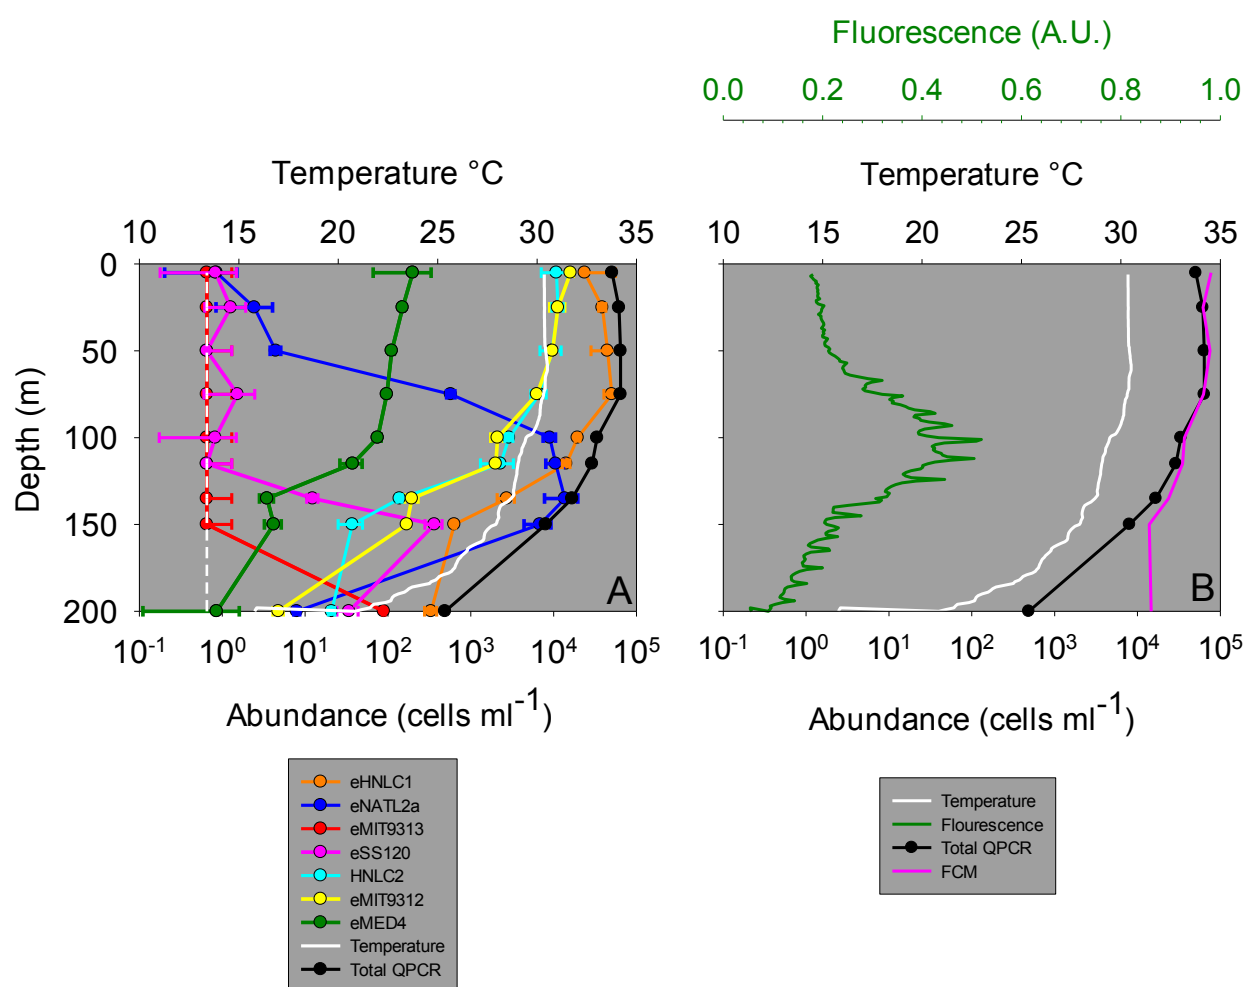 Fluorescence (A.U.)
0.0 0.2 0.4 0.6 0.8 1.0
Temperature °C
10 15 20 25 30 35
Temperature °C
10 15 20 25 30 35
Depth (m)
0
50
100
150
200
A
B
10-1 100 101 102 103 104 105
Abundance (cells ml-1)
10-1 100 101 102 103 104 105
Abundance (cells ml-1)
eHNLC1
eNATL2a
eMIT9313
eSS120
HNLC2
eMIT9312
eMED4
Temperature
Total QPCR
Temperature
Flourescence
Total QPCR
FCM